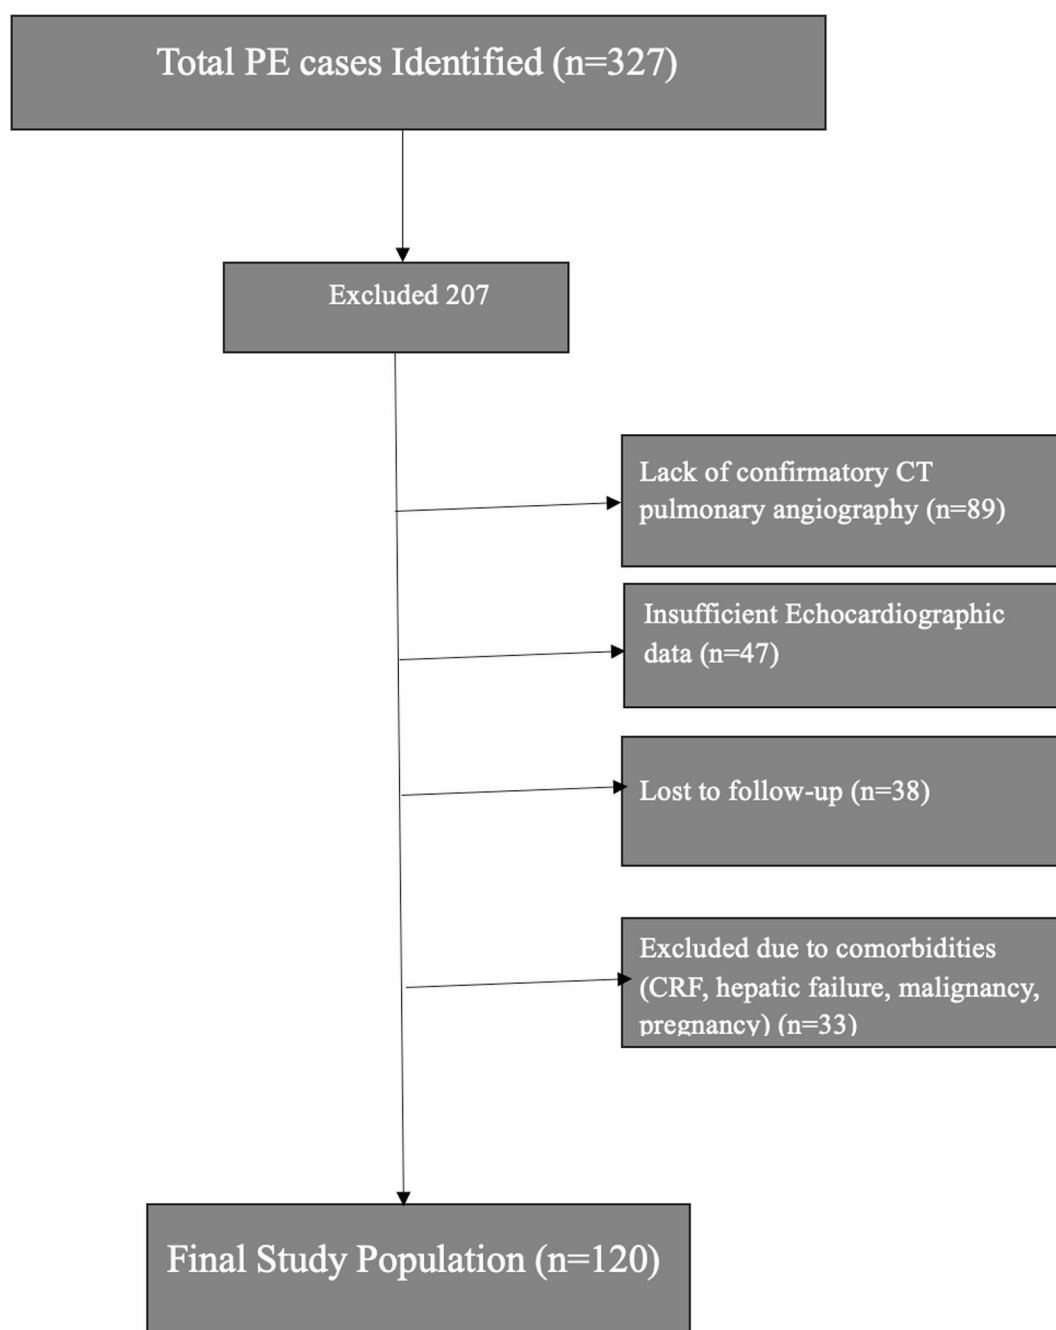 Total PE cases Identified (n=327)
Excluded 207
Lack of confirmatory CT
pulmonary angiography (n=89)
Insufficient Echocardiographic
data (n=47)
Lost to follow-up (n=38)
Excluded due to comorbidities
(CRF, hepatic failure, malignancy,
pregnancy) (n=33)
Final Study Population (n=120)